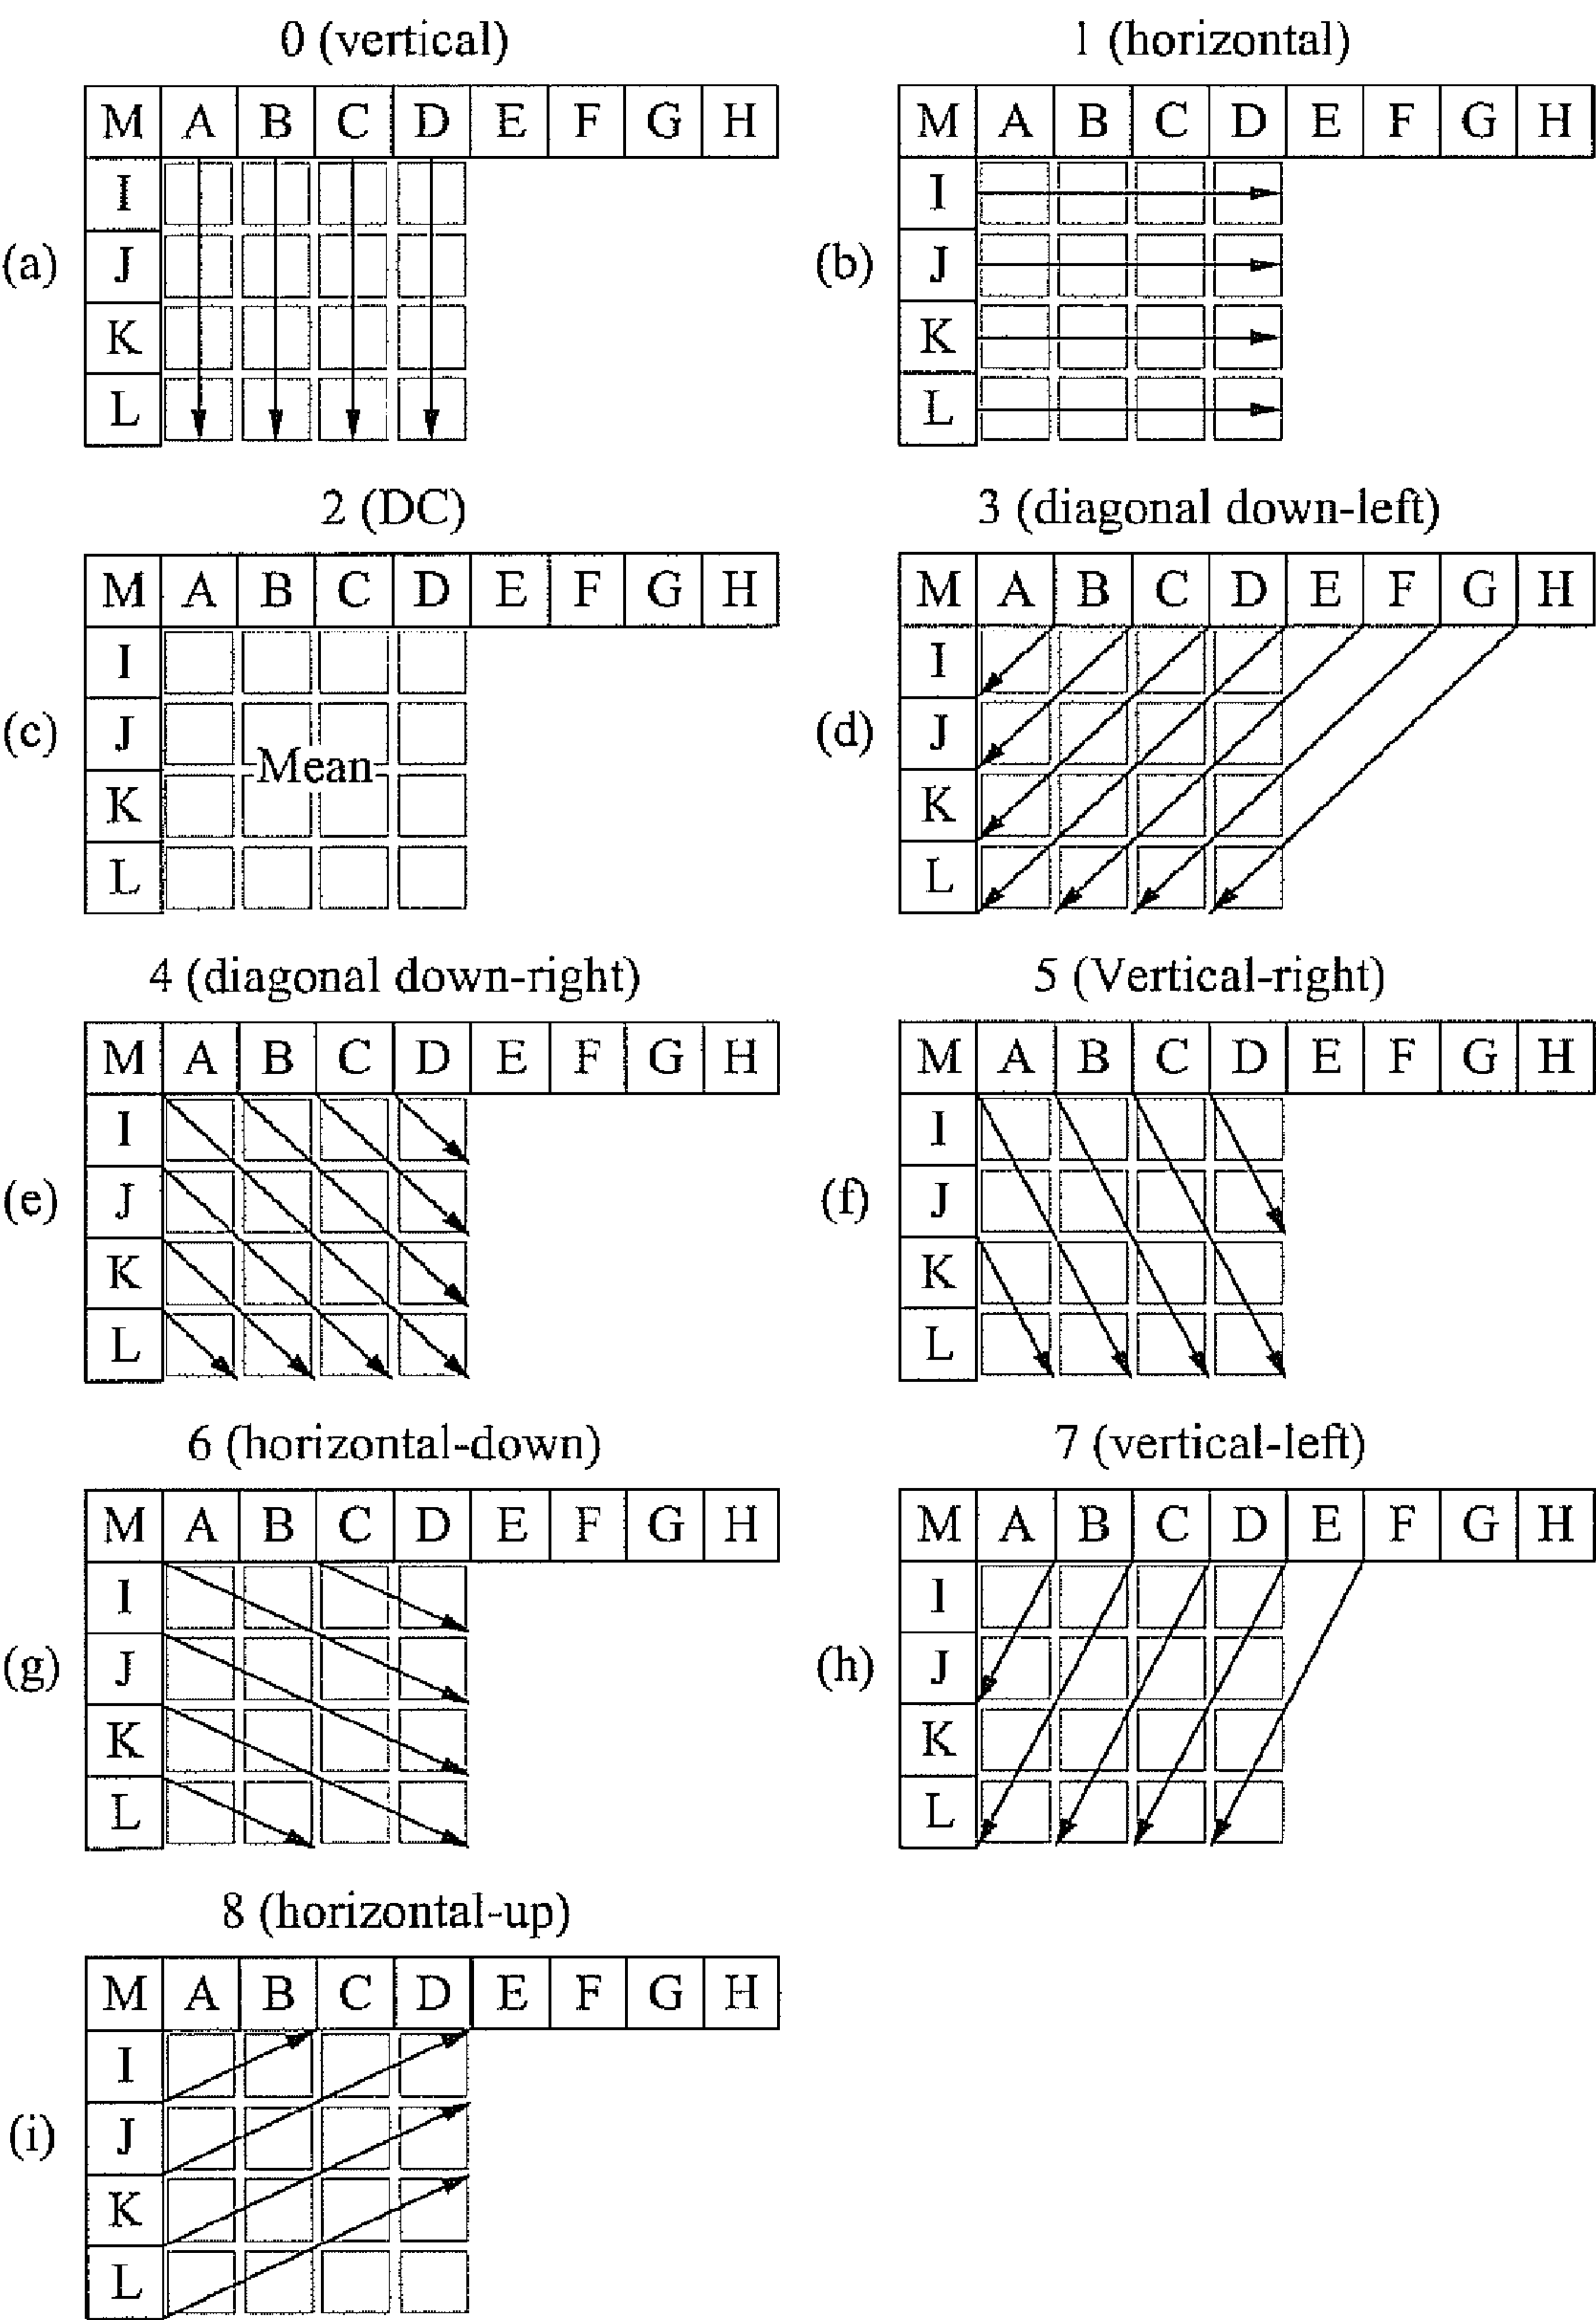 0 (vertical)
1 (horizontal)
M A B C D E F G H
I
J
K
L
(a)
M A B C D E F G H
I
J
K
L
(b)
2 (DC)
3 (diagonal down-left)
M A B C D E F G H
I
J
K
L
(c)
Mean
M A B C D E F G H
I
J
K
L
(d)
4 (diagonal down-right)
5 (Vertical-right)
M A B C D E F G H
I
J
K
L
(e)
M A B C D E F G H
I
J
K
L
(f)
6 (horizontal-down)
7 (vertical-left)
M A B C D E F G H
I
J
K
L
(g)
M A B C D E F G H
I
J
K
L
(h)
8 (horizontal-up)
M A B C D E F G H
I
J
K
L
(i)